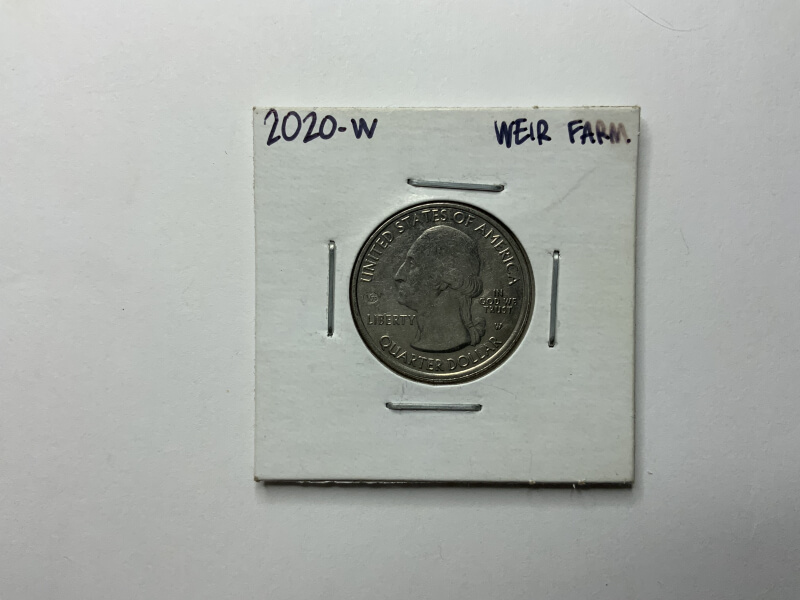 2020-W WEIR FARM.
UNITED STATES OF AMERICA
IN
GOD WE
TRUST
LIBERTY
W
QUARTER DOLLAR